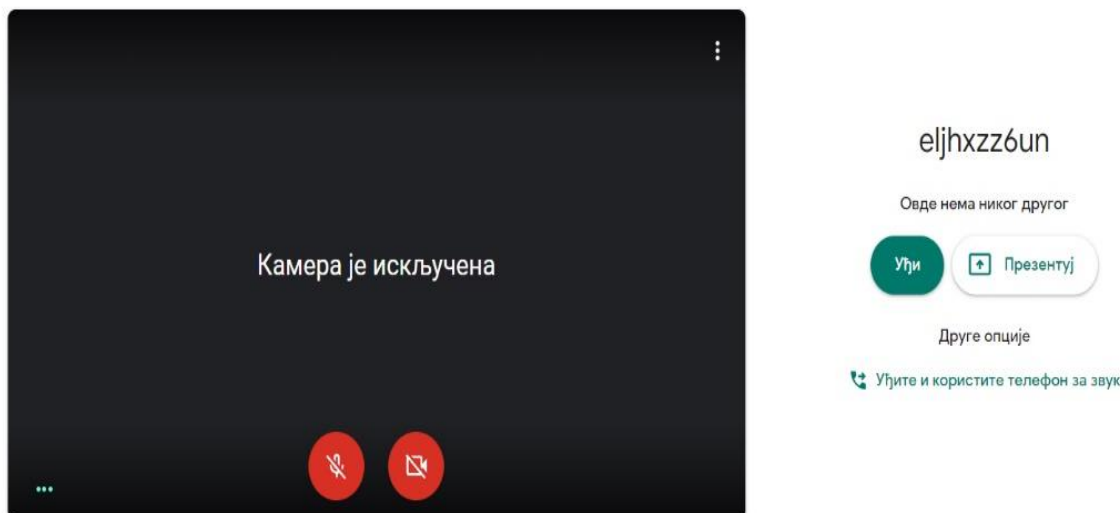 Камера је искључена
eljhxzz6un
Овде нема никог другог
Уђи
Презентуј
Друге опције
Уђите и користите телефон за звук